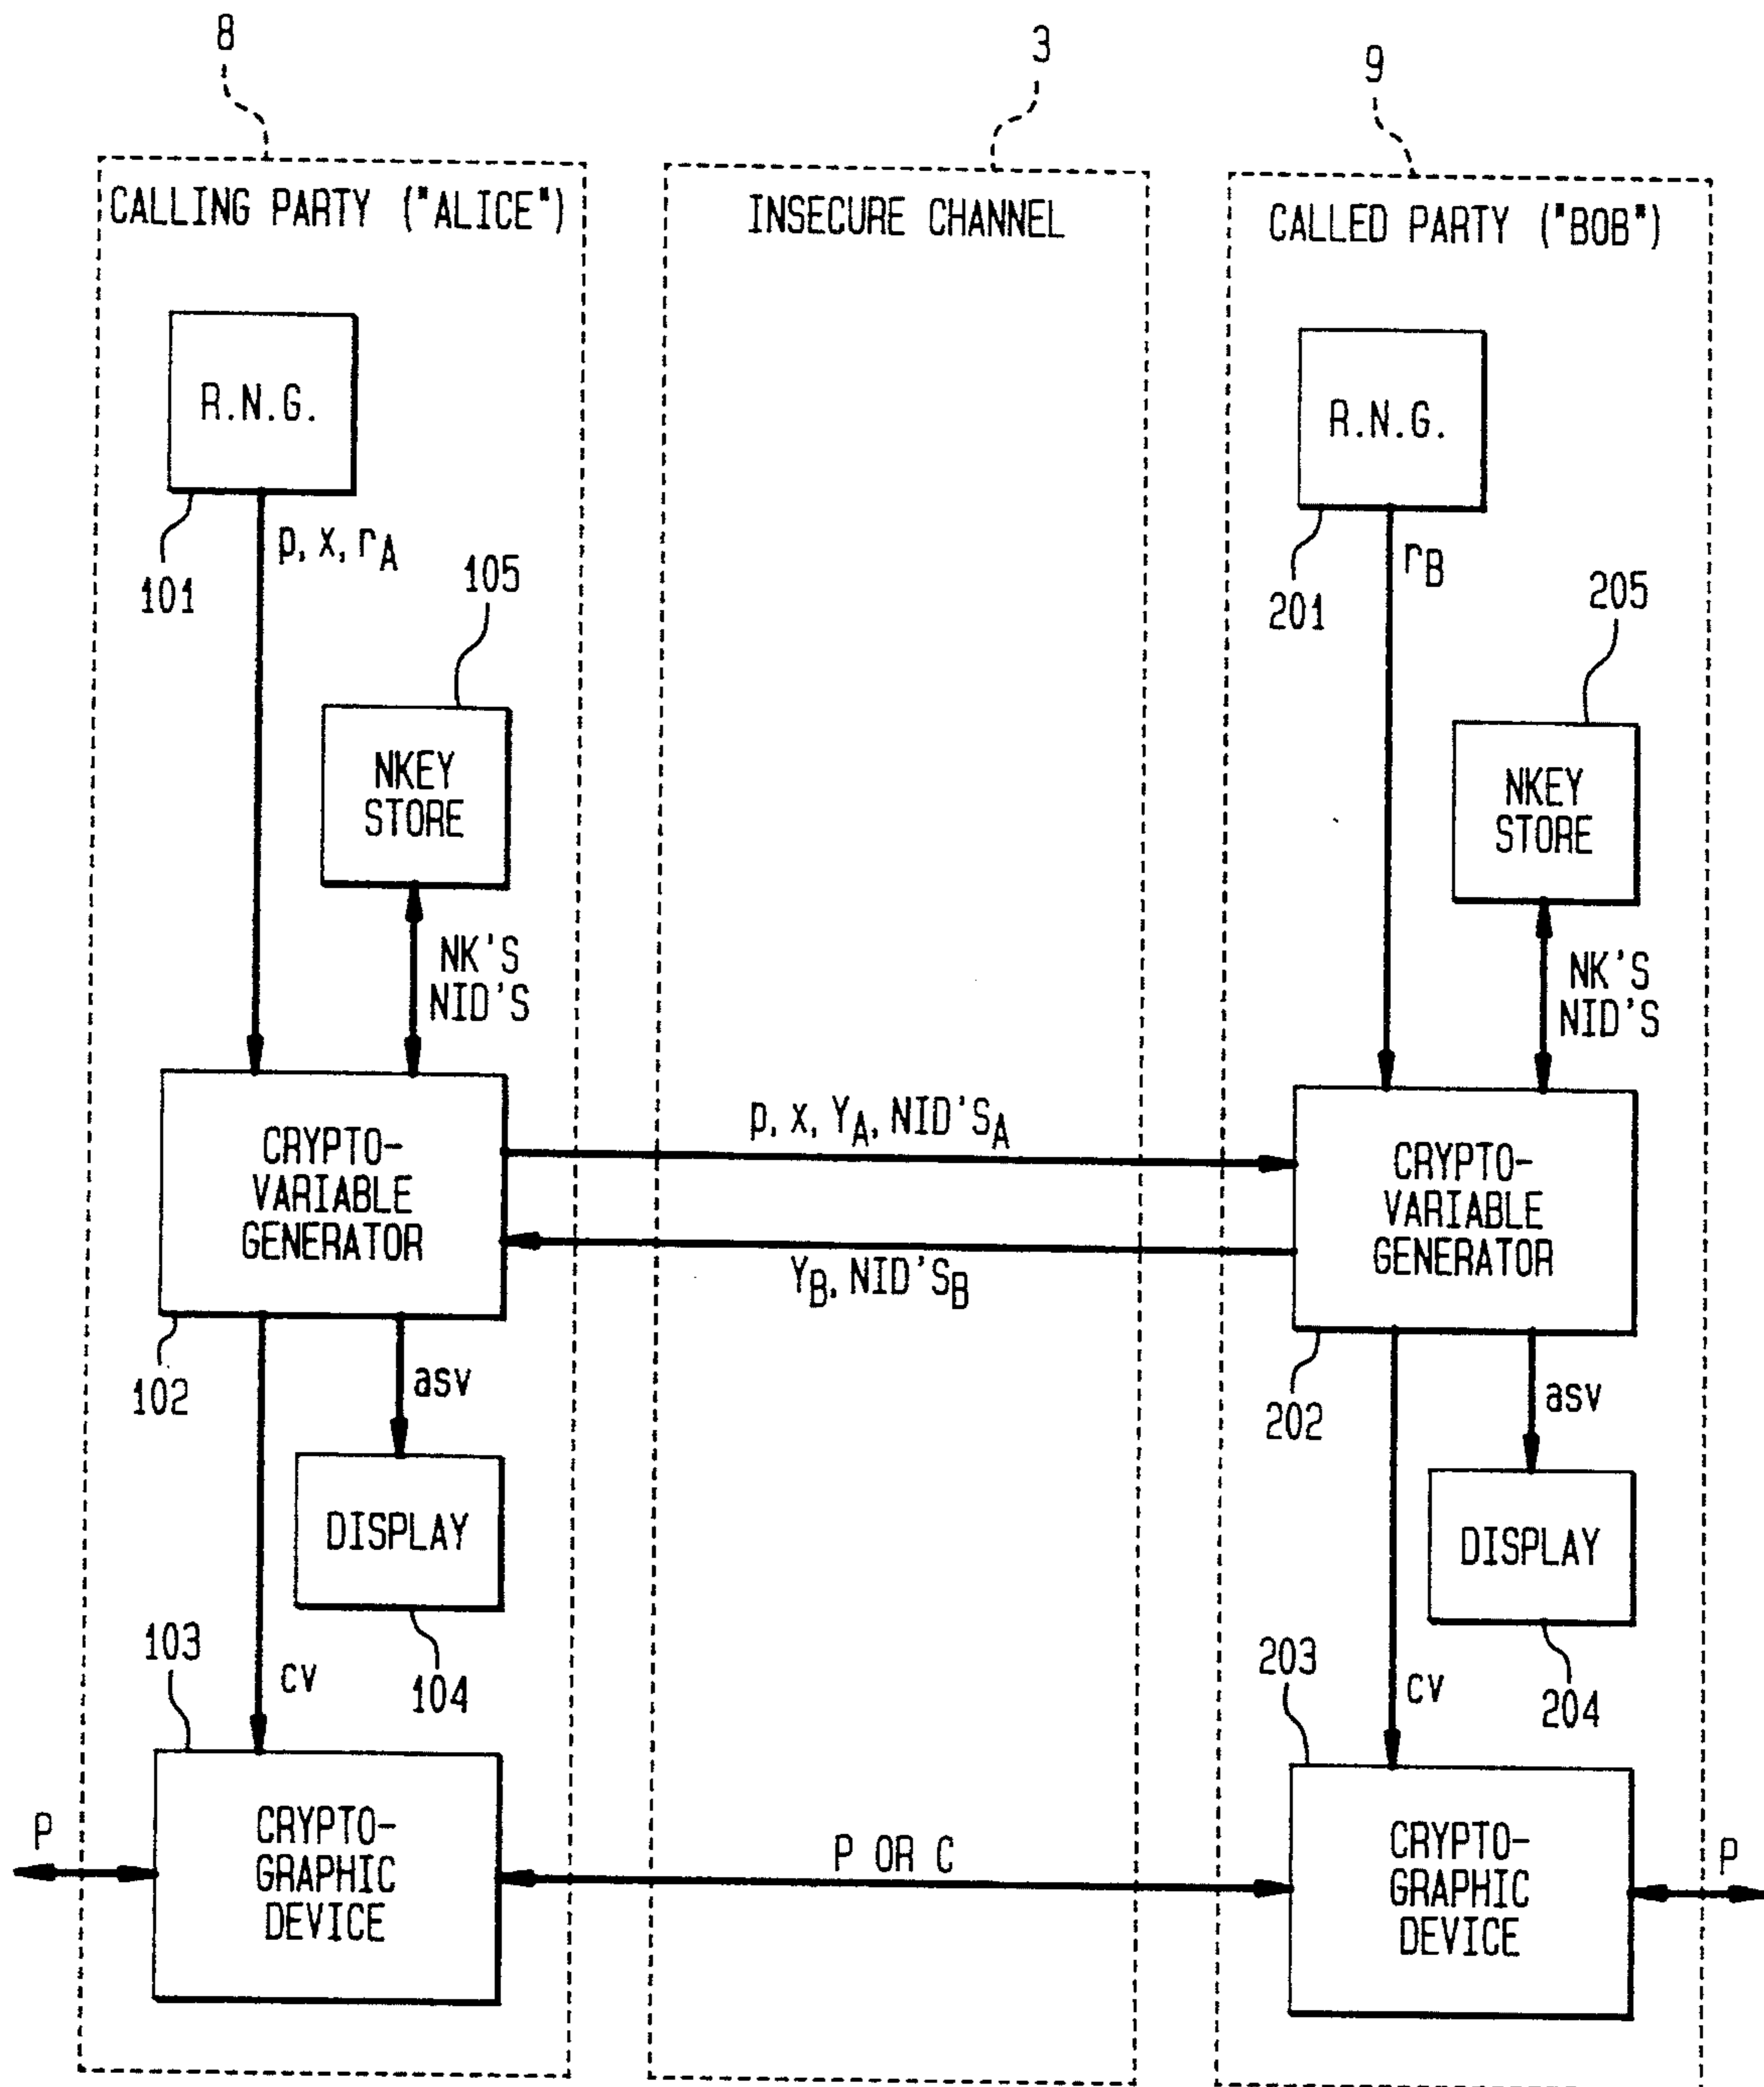 8
3
9
CALLING PARTY ("ALICE")
INSECURE CHANNEL
CALLED PARTY ("BOB")
R.N.G.
R.N.G.
101
p, x, rA
105
201
rB
205
NKEY
STORE
NKEY
STORE
NK'S
NID'S
NK'S
NID'S
CRYPTO-
VARIABLE
GENERATOR
p, x, YA, NID'SA
YB, NID'SB
CRYPTO-
VARIABLE
GENERATOR
102
asv
202
asv
DISPLAY
DISPLAY
103
cv
104
203
cv
204
P
CRYPTO-
GRAPHIC
DEVICE
P OR C
CRYPTO-
GRAPHIC
DEVICE
P